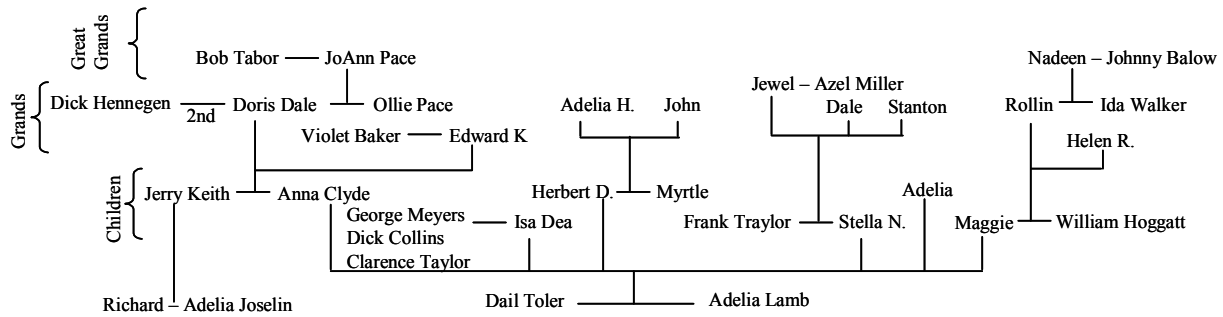 Great Grands
Bob Tabor JoAnn Pace
Nadeen – Johnny Balow
Grands
Dick Hennegen 2nd Doris Dale Ollie Pace
Jewel – Azel Miller
Adelia H. John
Dale Stanton
Rollin Ida Walker
Violet Baker Edward K
Helen R.
Children
Jerry Keith Anna Clyde
Herbert D. Myrtle
Adelia
George Meyers Isa Dea
Dick Collins
Clarence Taylor
Frank Traylor Stella N.
Maggie William Hoggatt
Richard – Adelia Joselin
Dail Toler Adelia Lamb